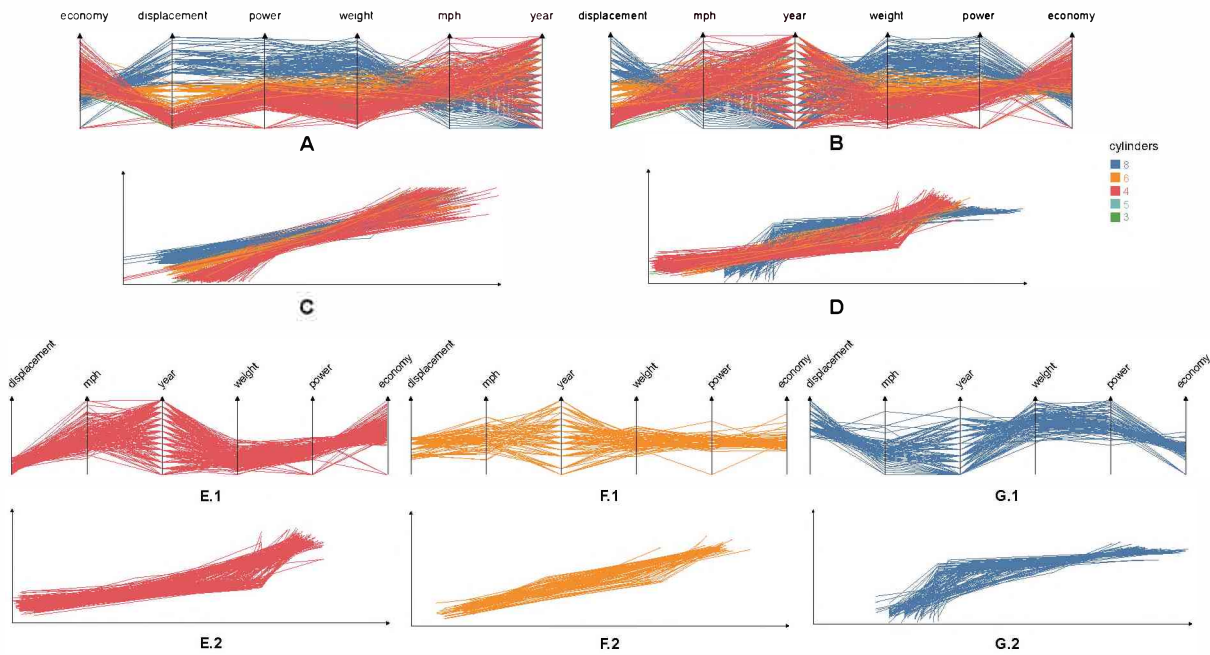 economy displacement power weight mph year
displacement mph year weight power economy
A
B
cylinders
8
6
4
5
3
C
D
displacement mph year weight power economy
displacement mph year weight power economy
displacement mph year weight power economy
E.1
F.1
G.1
E.2
F.2
G.2